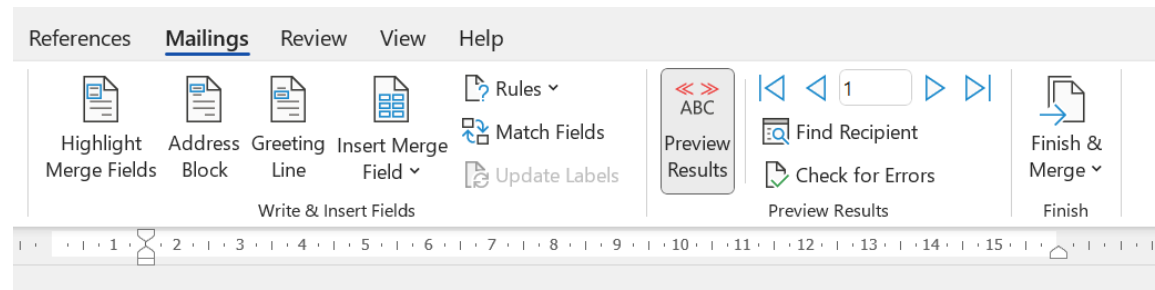 References Mailings Review View Help
Highlight Merge Fields
Address Block
Greeting Line
Insert Merge Field
Rules
Match Fields
Update Labels
Write & Insert Fields
ABC
Preview Results
1
Find Recipient
Check for Errors
Preview Results
Finish & Merge
Finish
1 2 3 4 5 6 7 8 9 10 11 12 13 14 15